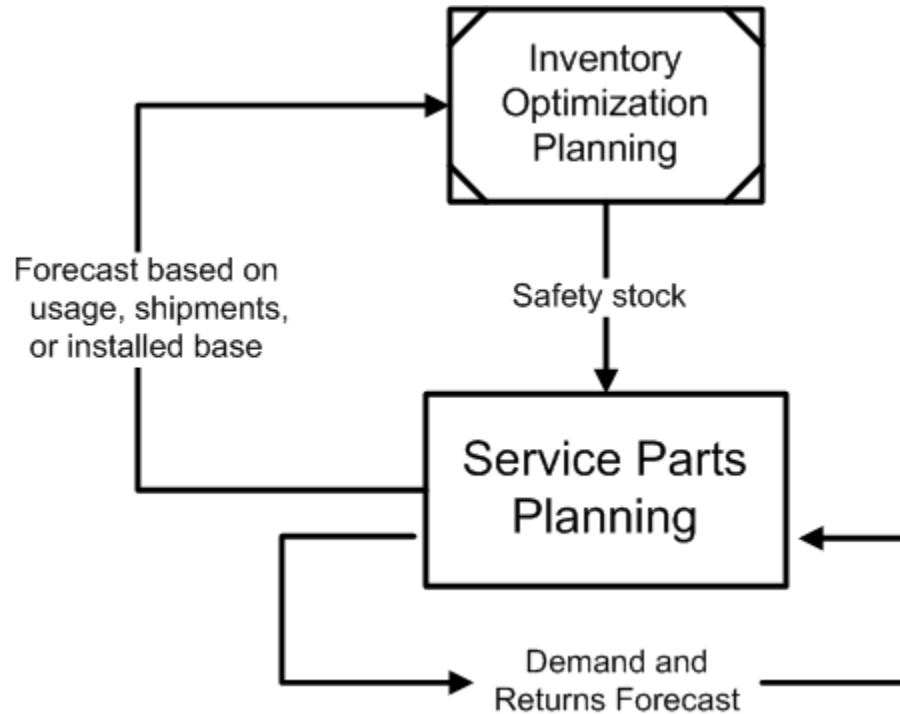 Inventory
Optimization
Planning
Forecast based on
usage, shipments,
or installed base
Safety stock
Service Parts
Planning
Demand and
Returns Forecast